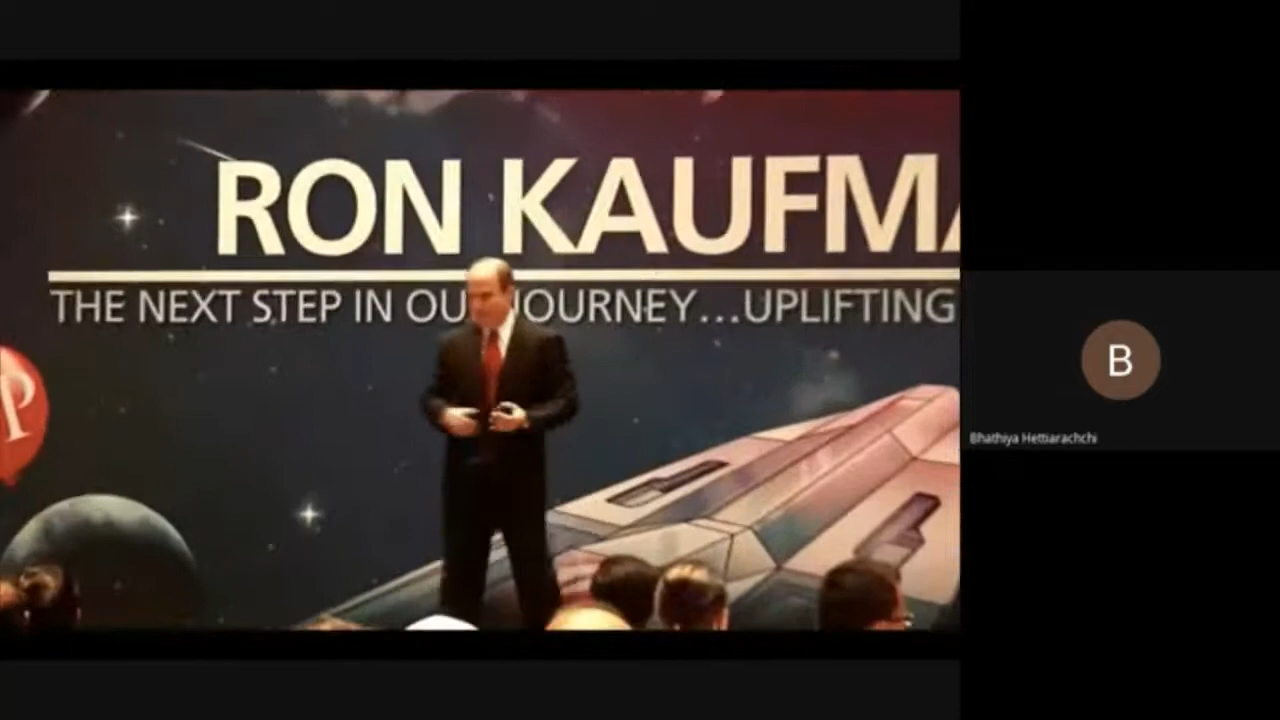 RON KAUFMA
THE NEXT STEP IN OU JOURNEY...UPLIFTING
P
B
Bhathiya Hettiarachchi